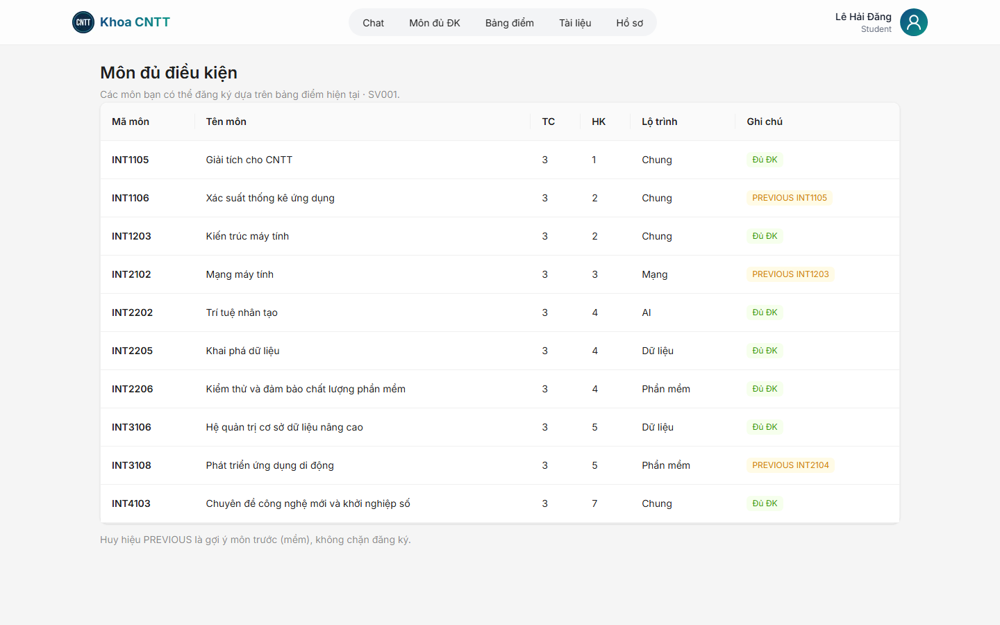 CNTT Khoa CNTT Chat Môn đủ ĐK Bảng điểm Tài liệu Hồ sơ Lê Hải Đăng
Student
Môn đủ điều kiện
Các môn bạn có thể đăng ký dựa trên bảng điểm hiện tại · SV001.
Mã môn Tên môn TC HK Lộ trình Ghi chú
INT1105 Giải tích cho CNTT 3 1 Chung Đủ ĐK
INT1106 Xác suất thống kê ứng dụng 3 2 Chung PREVIOUS INT1105
INT1203 Kiến trúc máy tính 3 2 Chung Đủ ĐK
INT2102 Mạng máy tính 3 3 Mạng PREVIOUS INT1203
INT2202 Trí tuệ nhân tạo 3 4 AI Đủ ĐK
INT2205 Khai phá dữ liệu 3 4 Dữ liệu Đủ ĐK
INT2206 Kiểm thử và đảm bảo chất lượng phần mềm 3 4 Phần mềm Đủ ĐK
INT3106 Hệ quản trị cơ sở dữ liệu nâng cao 3 5 Dữ liệu Đủ ĐK
INT3108 Phát triển ứng dụng di động 3 5 Phần mềm PREVIOUS INT2104
INT4103 Chuyên đề công nghệ mới và khởi nghiệp số 3 7 Chung Đủ ĐK
Huy hiệu PREVIOUS là gợi ý môn trước (mềm), không chặn đăng ký.